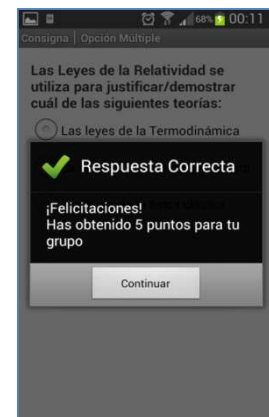 68% 00:11
Consigna | Opción Múltiple
Las Leyes de la Relatividad se
utiliza para justificar/demostrar
cuál de las siguientes teorías:
Las leyes de la Termodinámica
Respuesta Correcta
¡Felicitaciones!
Has obtenido 5 puntos para tu
grupo
Continuar